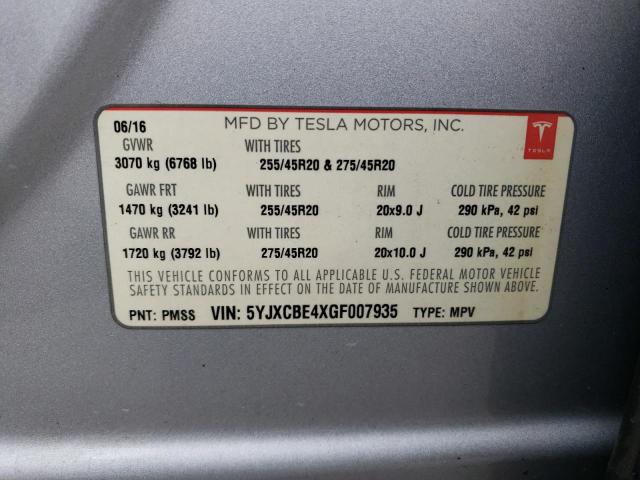 06/16 MFD BY TESLA MOTORS, INC.
GVWR WITH TIRES
3070 kg (6768 lb) 255/45R20 & 275/45R20
GAWR FRT WITH TIRES RIM COLD TIRE PRESSURE
1470 kg (3241 lb) 255/45R20 20x9.0 J 290 kPa, 42 psi
GAWR RR WITH TIRES RIM COLD TIRE PRESSURE
1720 kg (3792 lb) 275/45R20 20x10.0 J 290 kPa, 42 psi
THIS VEHICLE CONFORMS TO ALL APPLICABLE U.S. FEDERAL MOTOR VEHICLE
SAFETY STANDARDS IN EFFECT ON THE DATE OF MANUFACTURE SHOWN ABOVE.
PNT: PMSS VIN: 5YJXCBE4XGF007935 TYPE: MPV
TESLA